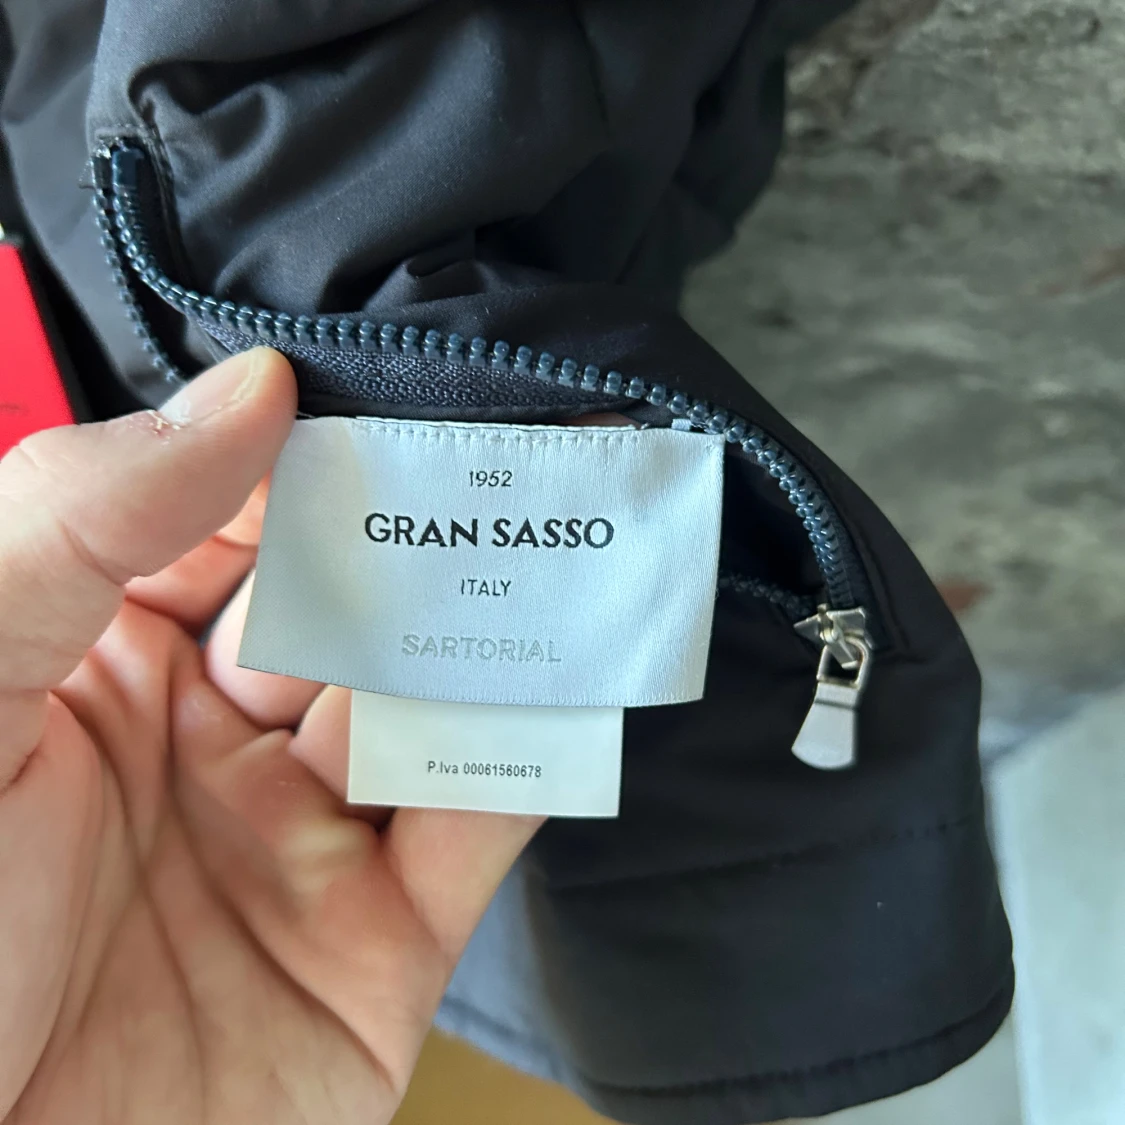 1952
GRAN SASSO
ITALY
SARTORIAL
P.Iva 00061560678